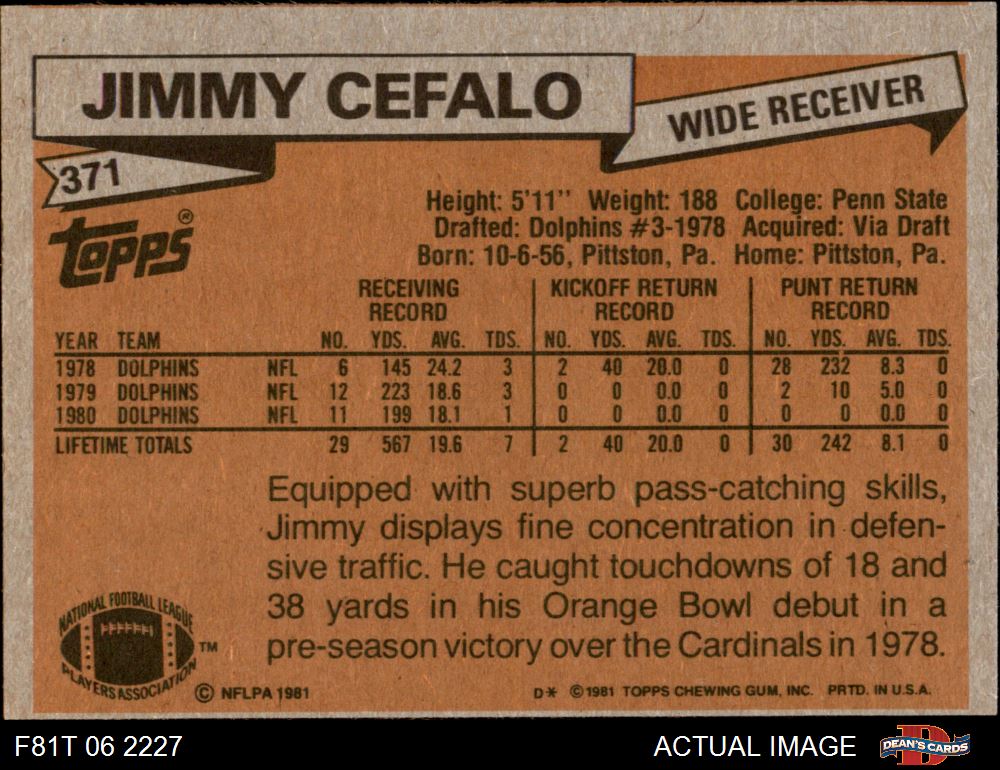 JIMMY CEFALO
WIDE RECEIVER
371
Topps®
Height: 5'11'' Weight: 188 College: Penn State
Drafted: Dolphins #3-1978 Acquired: Via Draft
Born: 10-6-56, Pittston, Pa. Home: Pittston, Pa.
RECEIVING RECORD KICKOFF RETURN RECORD PUNT RETURN RECORD
YEAR TEAM NO. YDS. AVG. TDS. NO. YDS. AVG. TDS. NO. YDS. AVG. TDS.
1978 DOLPHINS NFL 6 145 24.2 3 2 40 20.0 0 28 232 8.3 0
1979 DOLPHINS NFL 12 223 18.6 3 0 0 0.0 0 2 10 5.0 0
1980 DOLPHINS NFL 11 199 18.1 1 0 0 0.0 0 0 0 0.0 0
LIFETIME TOTALS 29 567 19.6 7 2 40 20.0 0 30 242 8.1 0
Equipped with superb pass-catching skills,
Jimmy displays fine concentration in defen-
sive traffic. He caught touchdowns of 18 and
38 yards in his Orange Bowl debut in a
pre-season victory over the Cardinals in 1978.
NATIONAL FOOTBALL LEAGUE
PLAYERS ASSOCIATION
TM
© NFLPA 1981
D* © 1981 TOPPS CHEWING GUM, INC. PRTD. IN U.S.A.
F81T 06 2227
ACTUAL IMAGE
D
DEAN'S CARDS